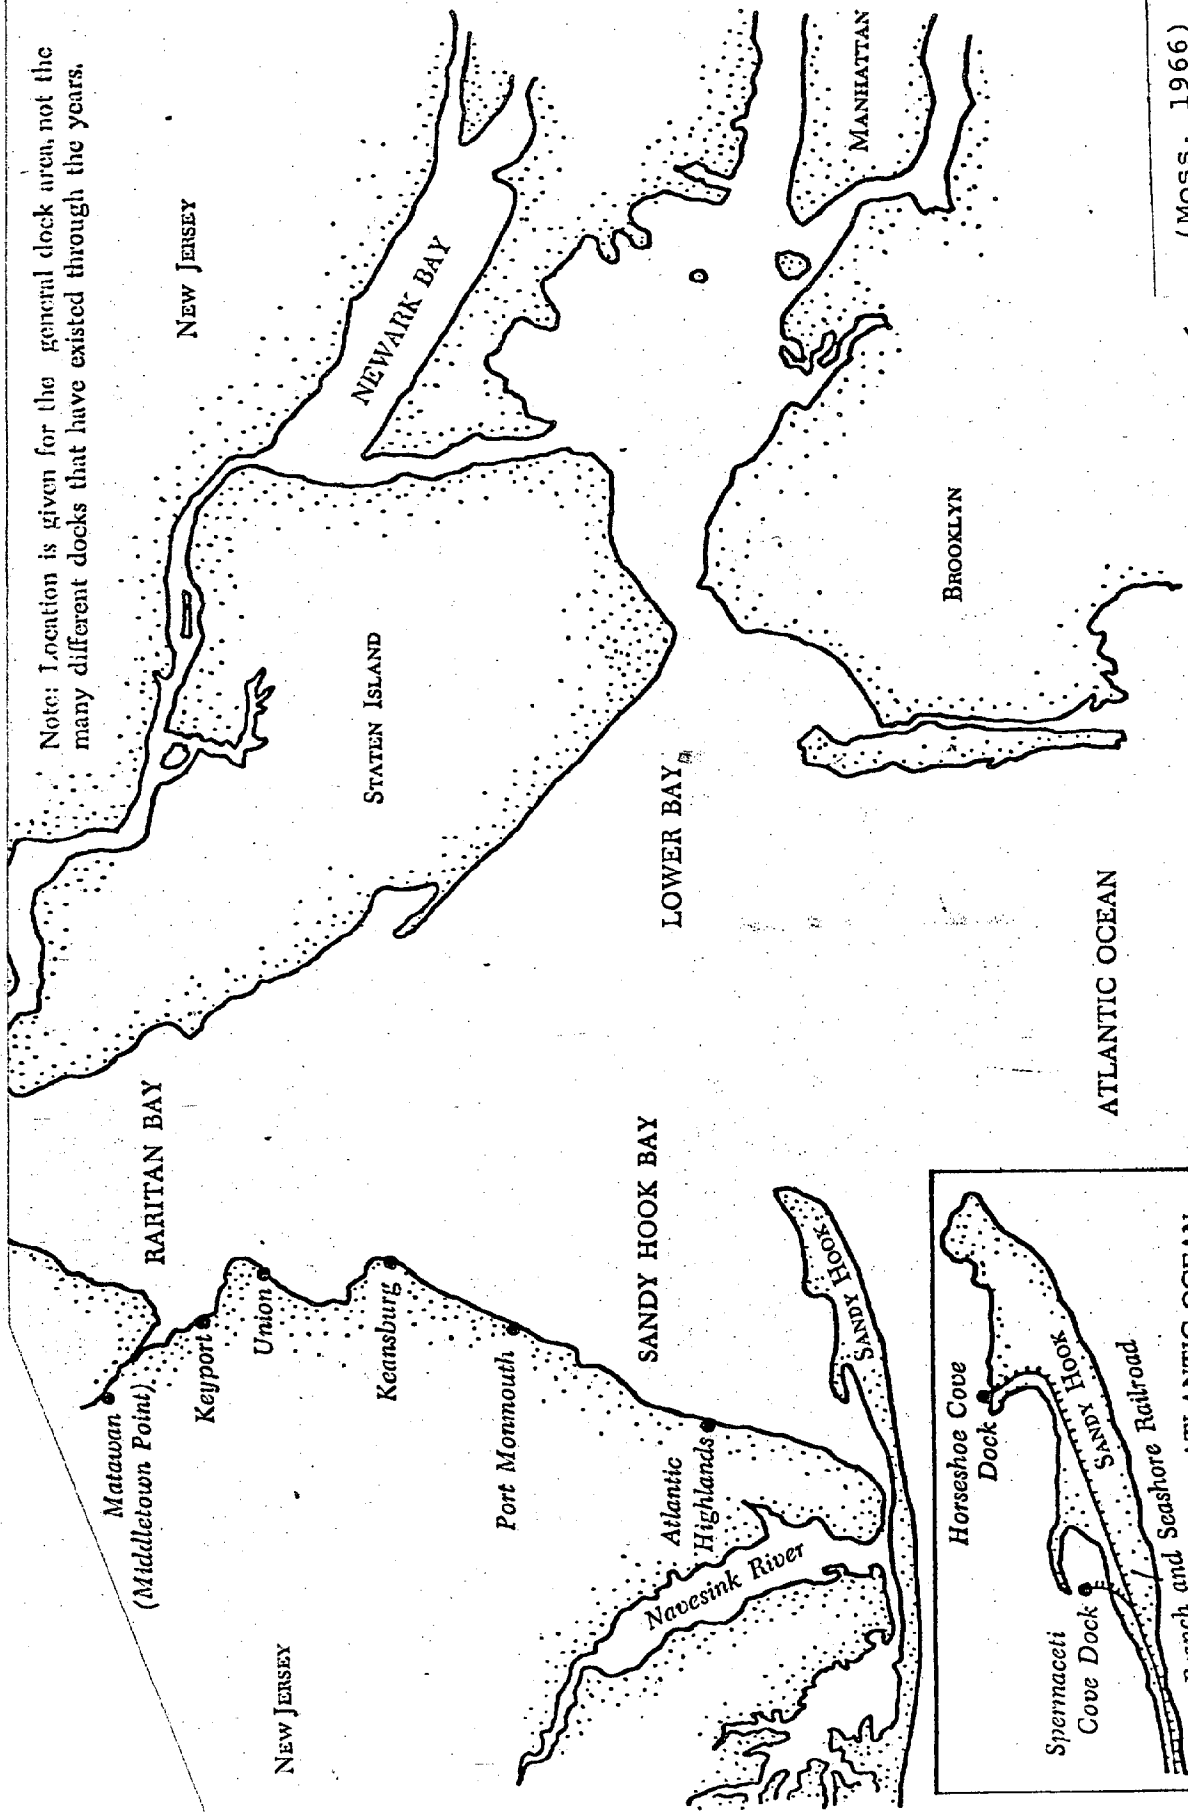 Note: Location is given for the general dock area, not the
many different docks that have existed through the years.
NEW JERSEY
NEWARK BAY
MANHATTAN
STATEN ISLAND
BROOKLYN
LOWER BAY
RARITAN BAY
SANDY HOOK BAY
ATLANTIC OCEAN
Matawan
(Middletown Point)
Keyport
Union
Keansburg
Port Monmouth
Atlantic
Highlands
Navesink River
SANDY HOOK
NEW JERSEY
Horseshoe Cove
Dock
Spermaceti
Cove Dock
SANDY HOOK
and Seashore Railroad
ATLANTIC OCEAN
(Moss, 1966)